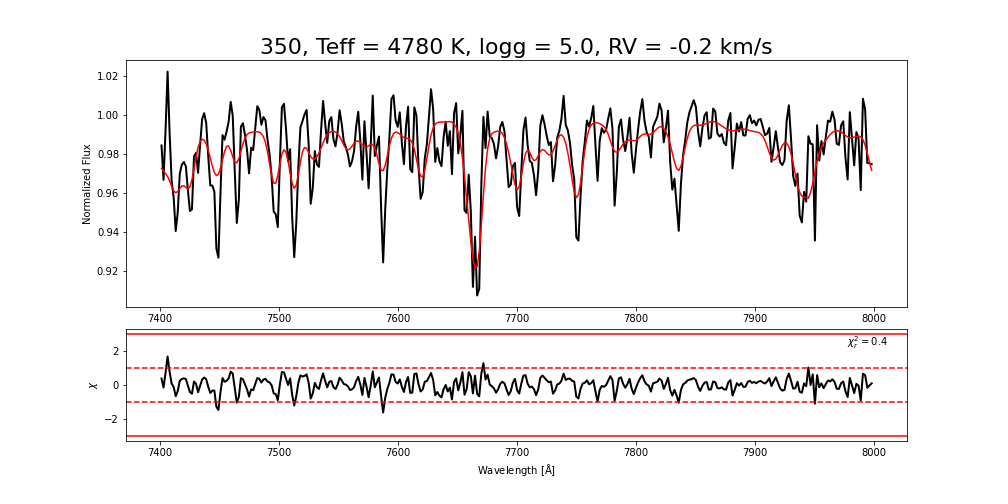 350, Teff = 4780 K, logg = 5.0, RV = -0.2 km/s
1.02
1.00
0.98
0.96
0.94
0.92
Normalized Flux
7400 7500 7600 7700 7800 7900 8000
χ²ᵣ = 0.4
2
0
−2
χ
7400 7500 7600 7700 7800 7900 8000
Wavelength [Å]